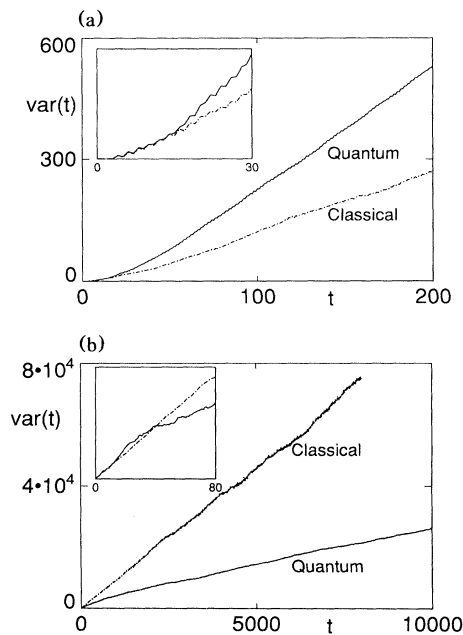 (a)
600
var(t)
300
0
0
30
Quantum
Classical
0
100
t
200
(b)
8•10⁴
var(t)
4•10⁴
0
0
80
Classical
Quantum
0
5000
t
10000